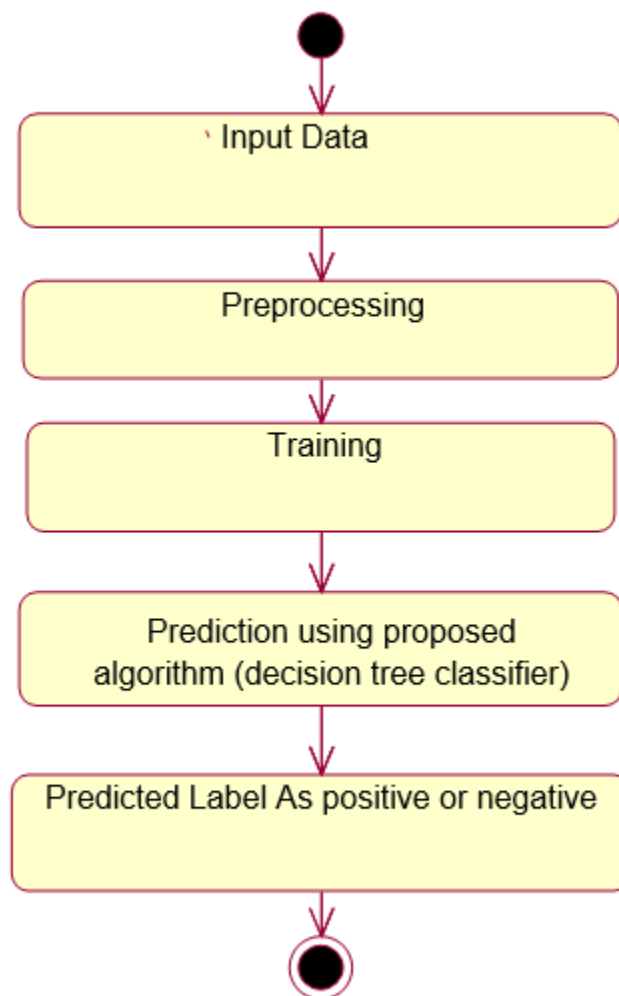 Input Data
Preprocessing
Training
Prediction using proposed
algorithm (decision tree classifier)
Predicted Label As positive or negative